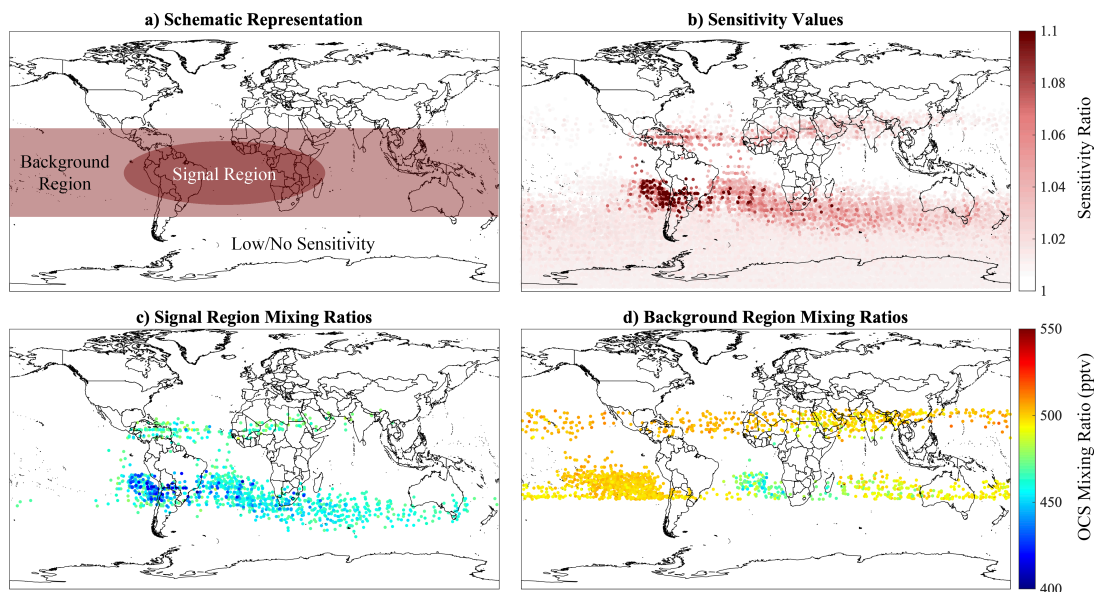 a) Schematic Representation
Background
Region
Signal Region
Low/No Sensitivity
b) Sensitivity Values
1.1
1.08
1.06
1.04
1.02
1
Sensitivity Ratio
c) Signal Region Mixing Ratios
d) Background Region Mixing Ratios
550
500
450
400
OCS Mixing Ratio (pptv)